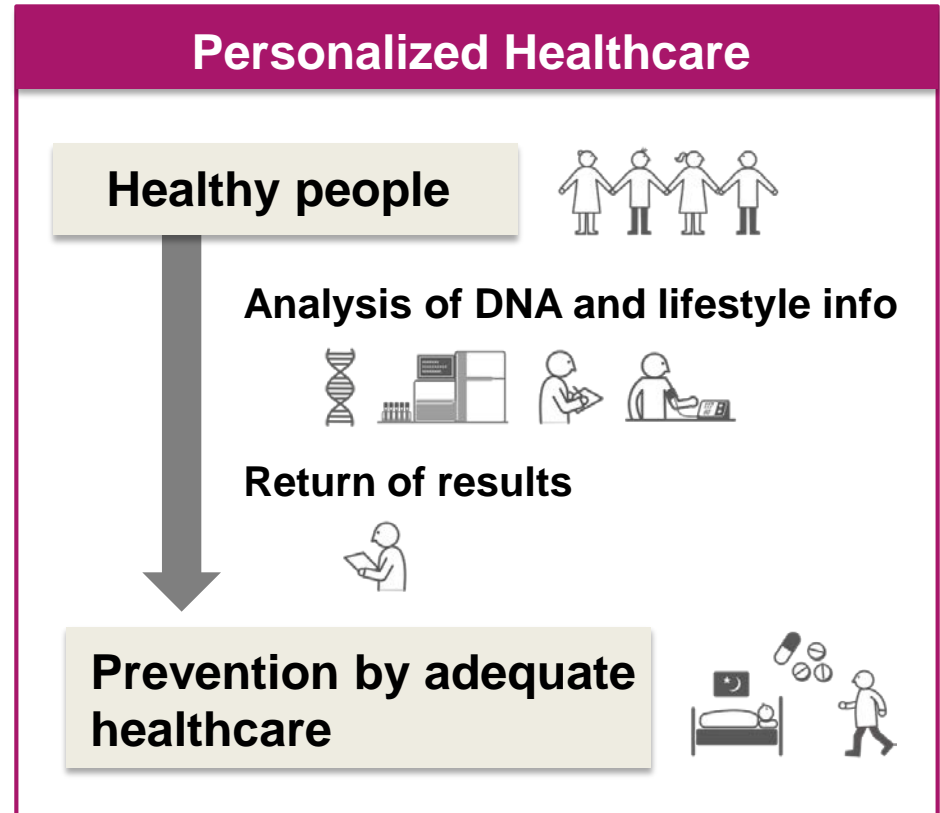 Personalized Healthcare
Healthy people
Analysis of DNA and lifestyle info
Return of results
Prevention by adequate
healthcare